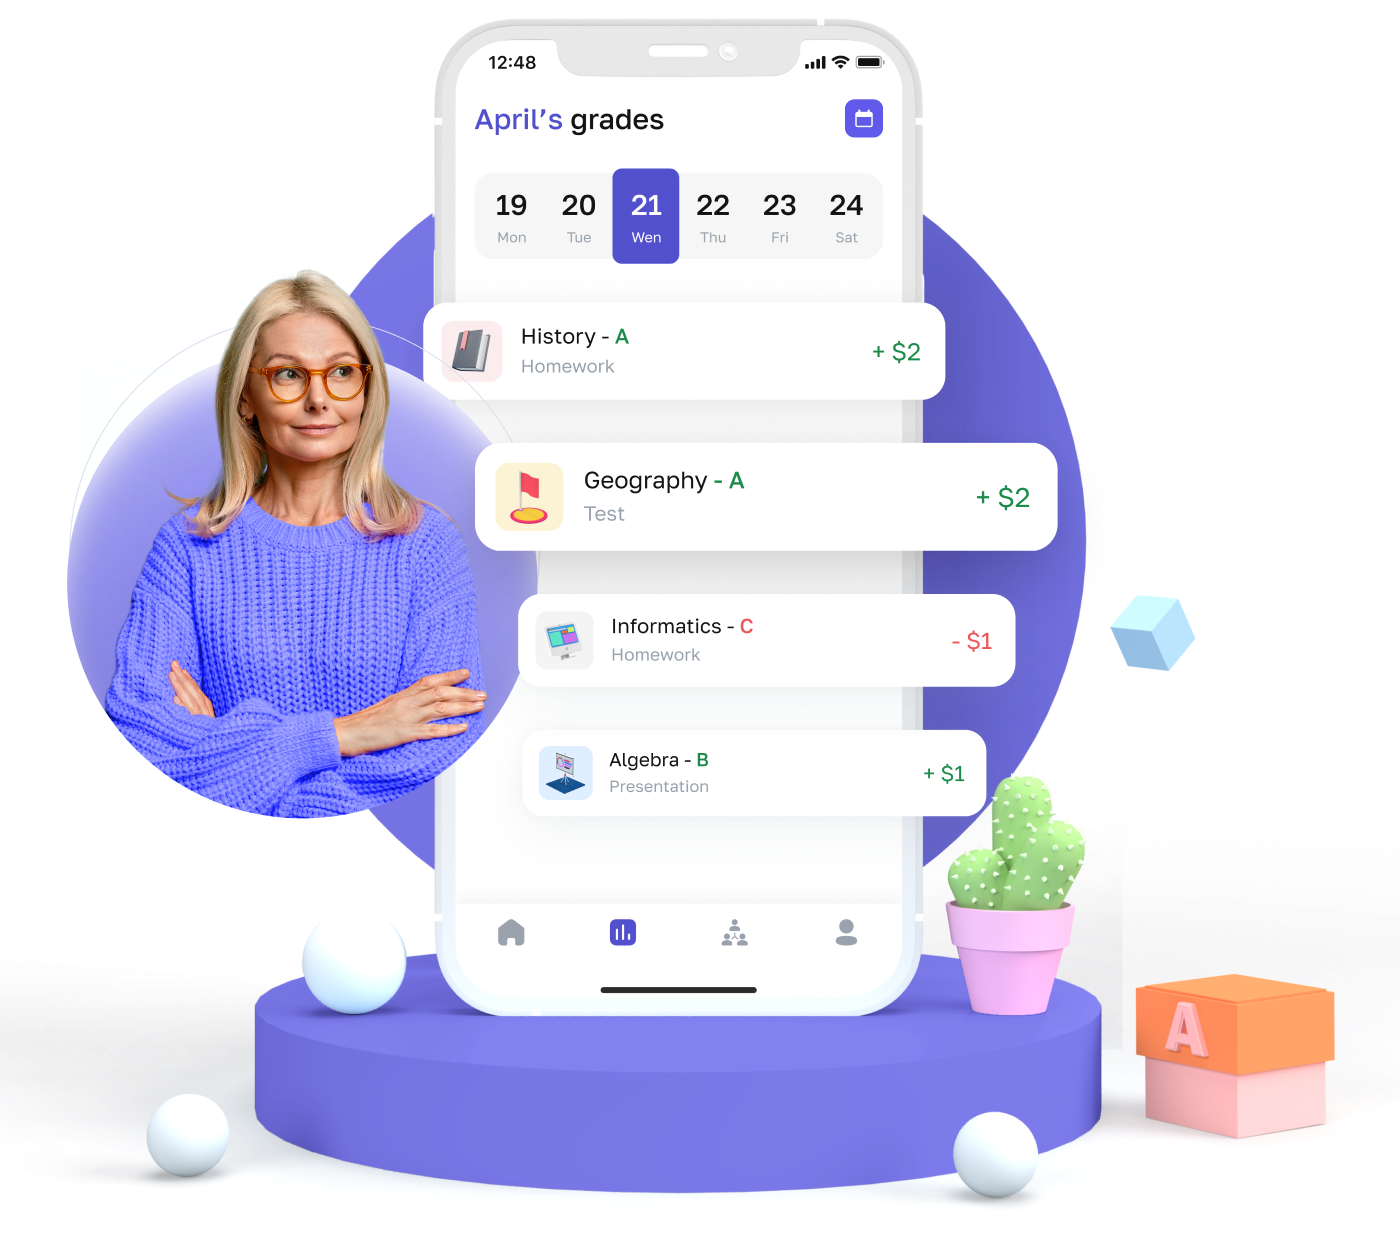 12:48
April’s grades
19 20 21 22 23 24
Mon Tue Wen Thu Fri Sat
History - A
Homework
+ $2
Geography - A
Test
+ $2
Informatics - C
Homework
- $1
Algebra - B
Presentation
+ $1
A